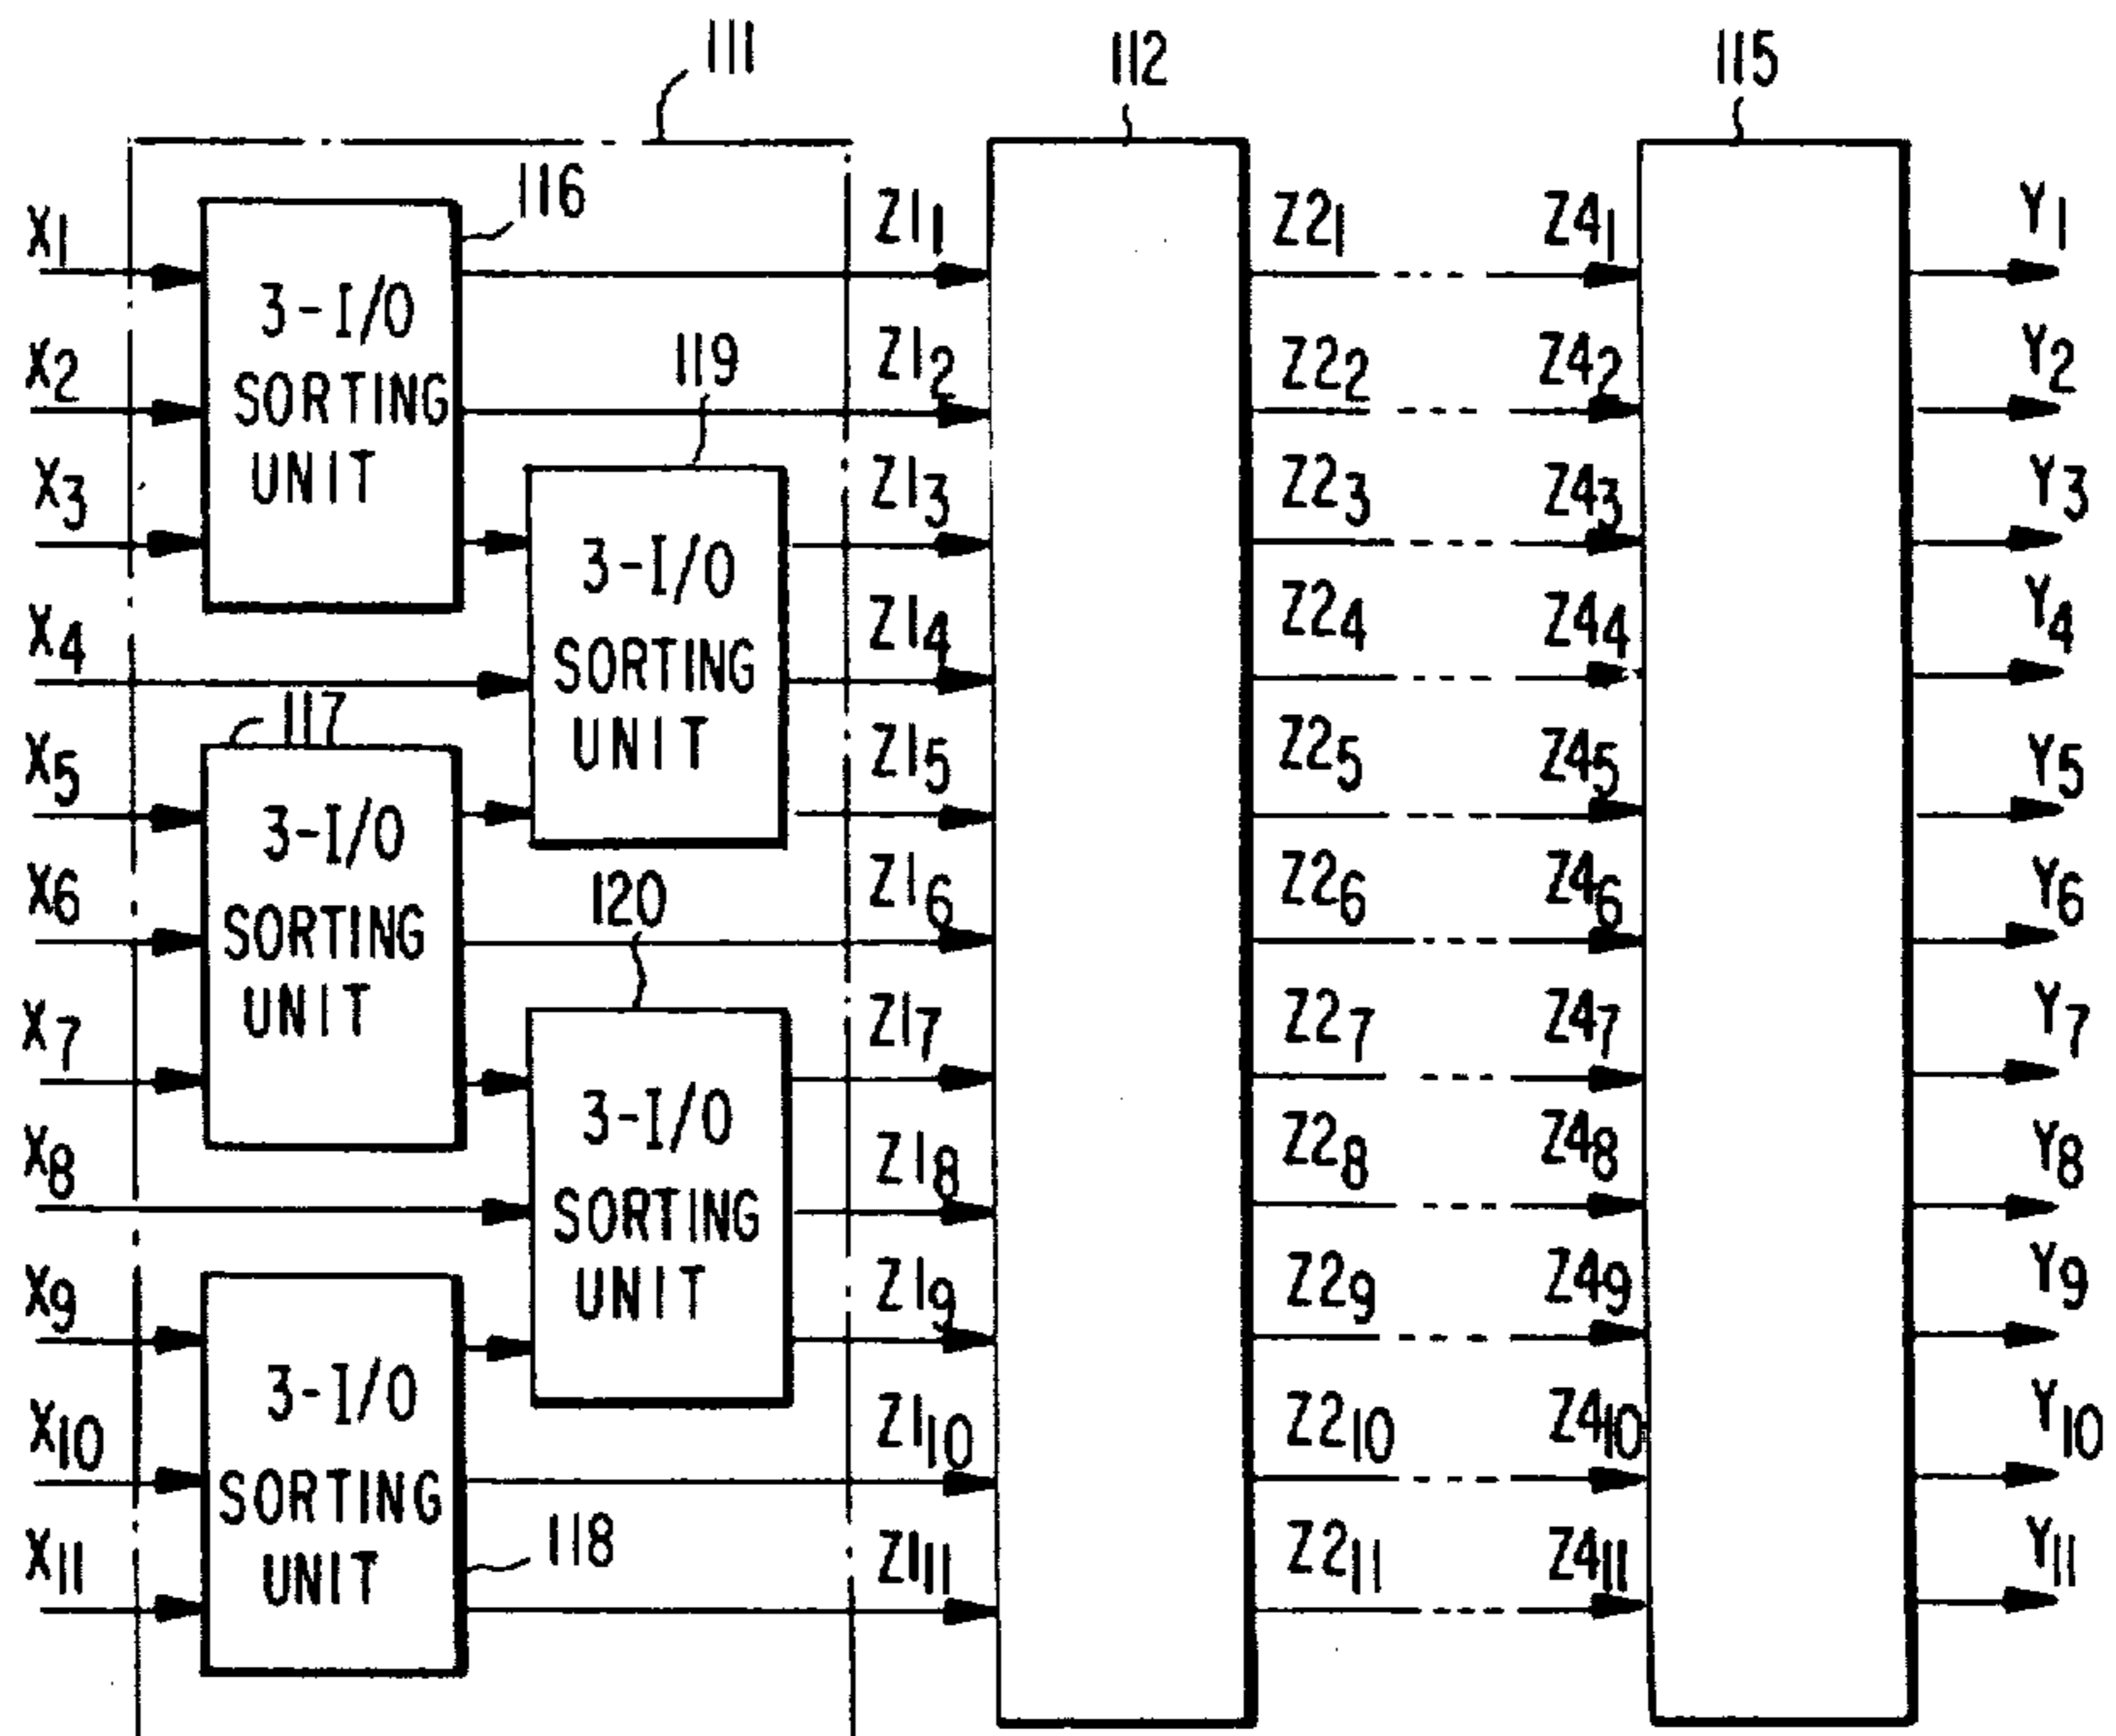 111
112
115
116
X1
Z11
Z21
Z41
Y1
3-I/O
SORTING
UNIT
X2
119
Z12
Z22
Z42
Y2
X3
Z13
Z23
Z43
Y3
3-I/O
SORTING
UNIT
X4
Z14
Z24
Z44
Y4
117
X5
Z15
Z25
Z45
Y5
3-I/O
SORTING
UNIT
X6
120
Z16
Z26
Z46
Y6
X7
Z17
Z27
Z47
Y7
3-I/O
SORTING
UNIT
X8
Z18
Z28
Z48
Y8
X9
Z19
Z29
Z49
Y9
3-I/O
SORTING
UNIT
X10
Z110
Z210
Z410
Y10
118
X11
Z111
Z211
Z411
Y11